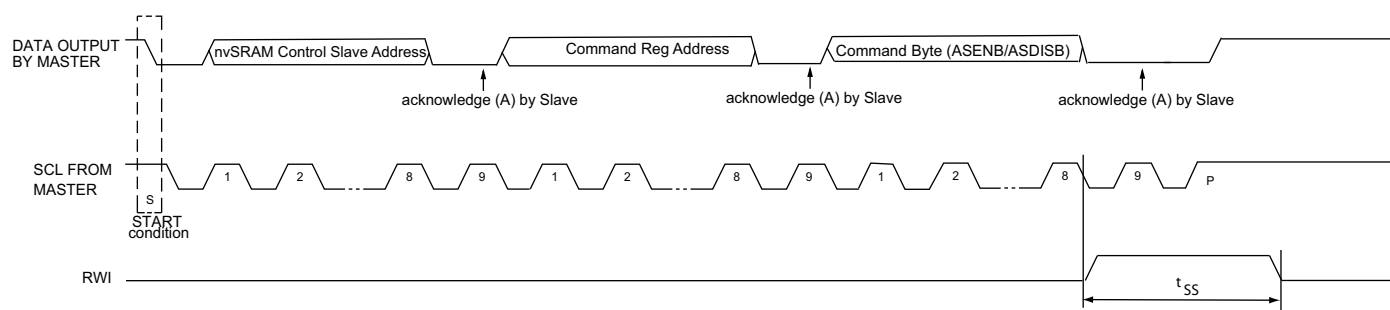 DATA OUTPUT
BY MASTER
nvSRAM Control Slave Address
Command Reg Address
Command Byte (ASENB/ASDISB)
acknowledge (A) by Slave
acknowledge (A) by Slave
acknowledge (A) by Slave
SCL FROM
MASTER
1 2 8 9 1 2 8 9 1 2 8 9
S
P
START
condition
RWI
tSS